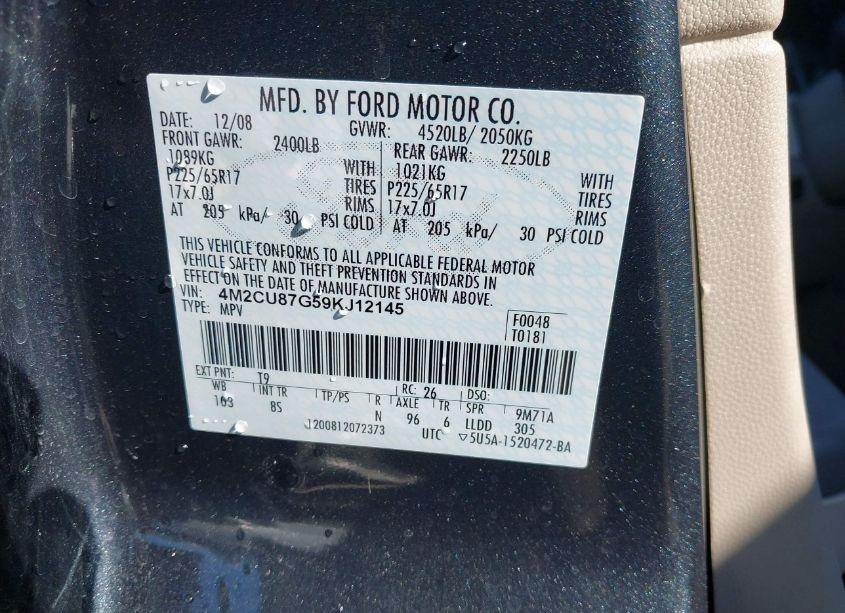 MFD. BY FORD MOTOR CO.
DATE: 12/08 GVWR: 4520LB/ 2050KG
FRONT GAWR: 2400LB REAR GAWR: 2250LB
1089KG WITH 1021KG WITH
P225/65R17 TIRES P225/65R17 TIRES
17x7.0J RIMS 17x7.0J RIMS
AT 205 kPa/ 30 PSI COLD AT 205 kPa/ 30 PSI COLD
THIS VEHICLE CONFORMS TO ALL APPLICABLE FEDERAL MOTOR
VEHICLE SAFETY AND THEFT PREVENTION STANDARDS IN
EFFECT ON THE DATE OF MANUFACTURE SHOWN ABOVE.
VIN: 4M2CU87G59KJ12145
TYPE: MPV
F0048
T0181
EXT PNT: T9 RC: 26 DSO:
WB INT TR TP/PS R AXLE TR SPR 9M71A
103 8S N 96 6 LLDD 305
1200812072373 UTC ▽5U5A-1520472-BA